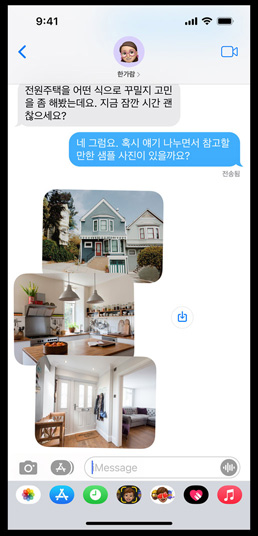 9:41
한가람 >
전원주택을 어떤 식으로 꾸밀지 고민
을 좀 해봤는데요. 지금 잠깐 시간 괜
찮으세요?
네 그럼요. 혹시 얘기 나누면서 참고할
만한 샘플 사진이 있을까요?
전송됨
iMessage